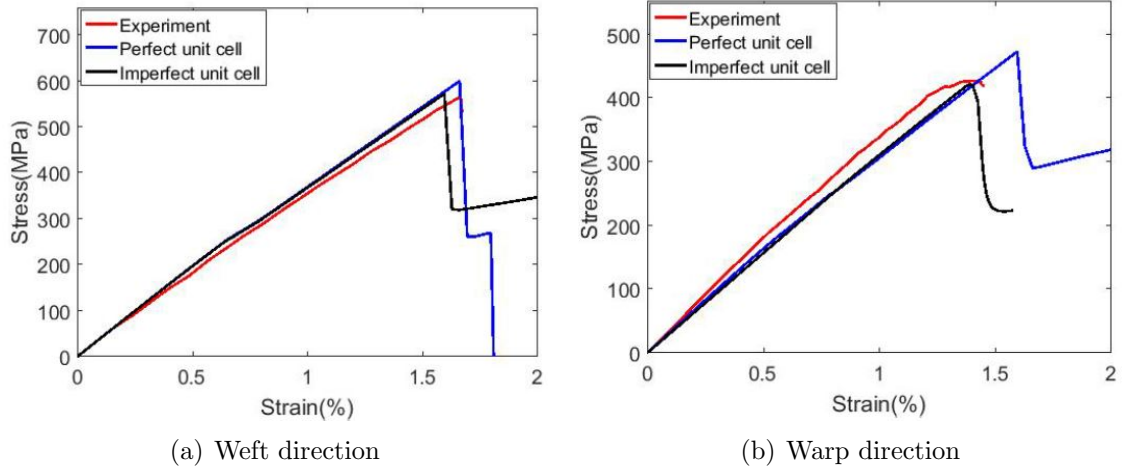 Experiment
Perfect unit cell
Imperfect unit cell
700
600
500
400
300
200
100
0
Stress(MPa)
0 0.5 1 1.5 2
Strain(%)
(a) Weft direction
Experiment
Perfect unit cell
Imperfect unit cell
500
400
300
200
100
0
Stress(MPa)
0 0.5 1 1.5 2
Strain(%)
(b) Warp direction